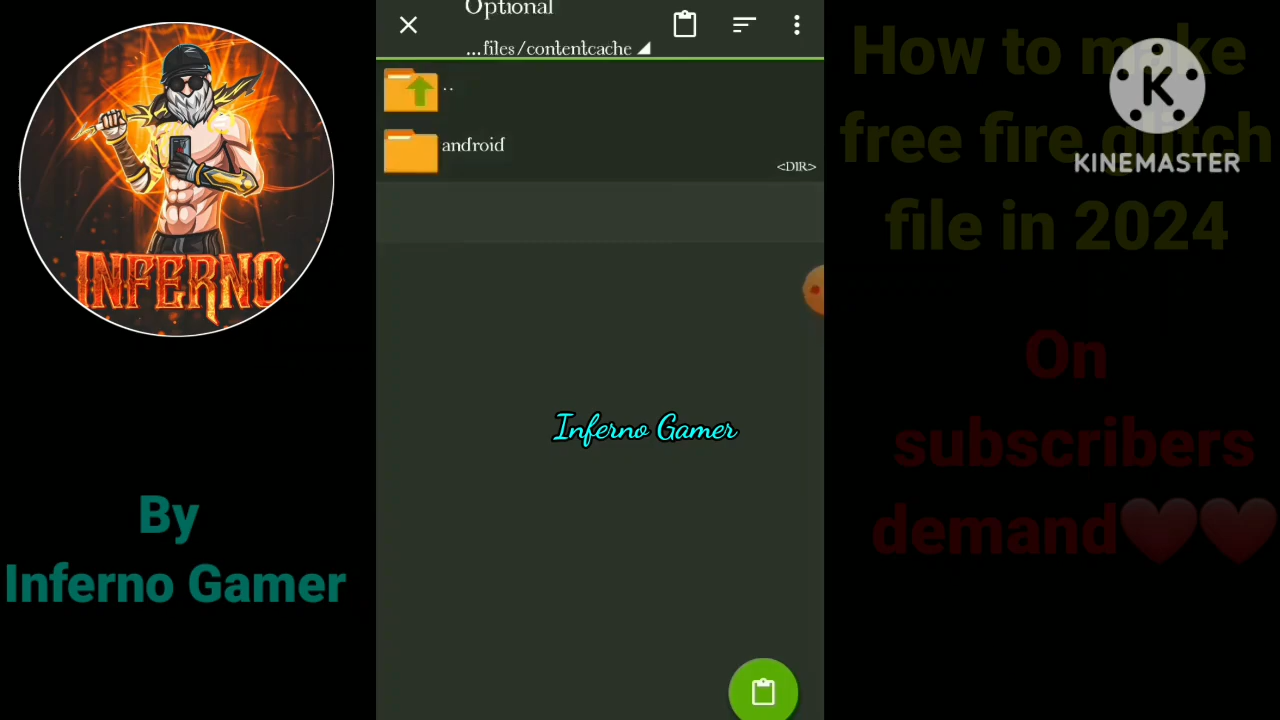 INFERNO
By
Inferno Gamer
Optional
...files/contentcache
..
android
<DIR>
Inferno Gamer
How to make
free fire glitch
file in 2024
K
KINEMASTER
On
subscribers
demand❤️❤️